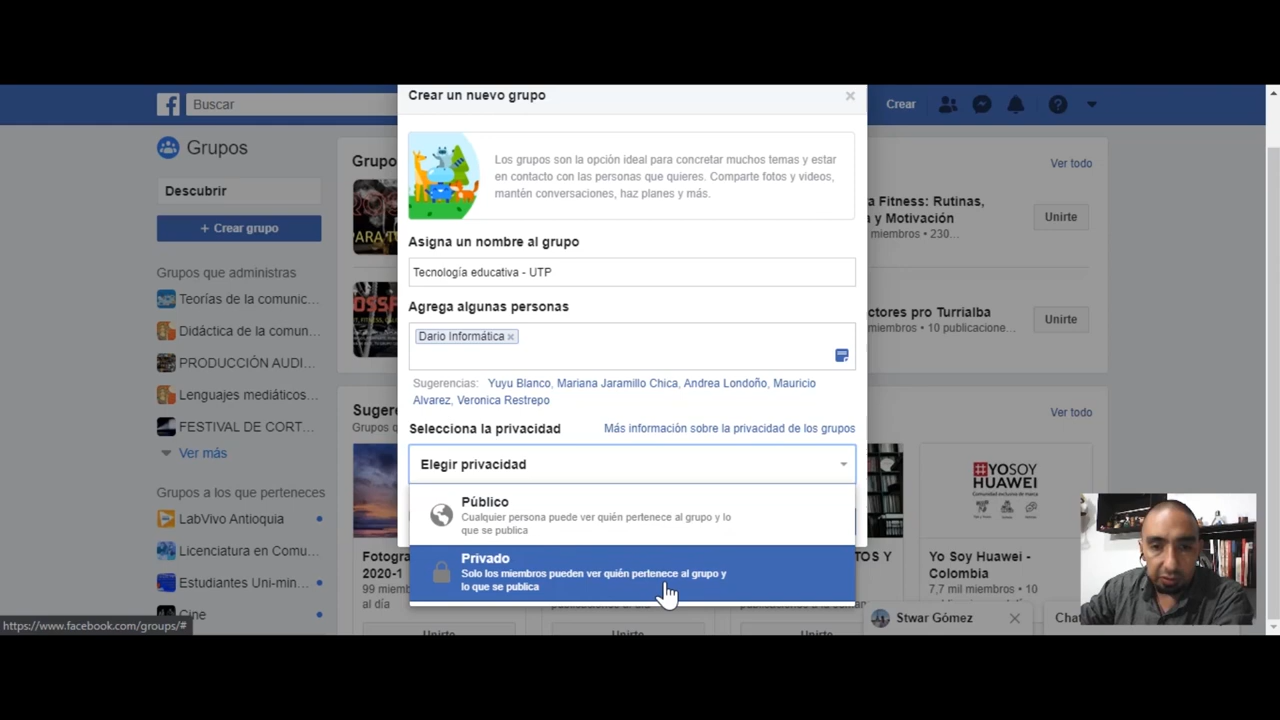 Crear un nuevo grupo
Buscar
Crear
Grupos
Descubrir
+ Crear grupo
Grupos que administras
Teorías de la comunic...
Didáctica de la comun...
PRODUCCIÓN AUDI...
Lenguajes mediáticos...
FESTIVAL DE CORT...
Ver más
Grupos a los que perteneces
LabVivo Antioquia
Licenciatura en Comu...
Estudiantes Uni-min...
Cine
https://www.facebook.com/groups/#
Los grupos son la opción ideal para concretar muchos temas y estar
en contacto con las personas que quieres. Comparte fotos y videos,
mantén conversaciones, haz planes y más.
Asigna un nombre al grupo
Tecnología educativa - UTP
Agrega algunas personas
Dario Informática
Sugerencias: Yuyu Blanco, Mariana Jaramillo Chica, Andrea Londoño, Mauricio
Alvarez, Veronica Restrepo
Selecciona la privacidad
Más información sobre la privacidad de los grupos
Elegir privacidad
Público
Cualquier persona puede ver quién pertenece al grupo y lo
que se publica
Privado
Solo los miembros pueden ver quién pertenece al grupo y
lo que se publica
Grupo
PARA
Ver todo
Fitness: Rutinas,
y Motivación
miembros • 230...
Unirte
ctores pro Turrialba
miembros • 10 publicacione...
Unirte
Suger
Grupos
Ver todo
Fotogra
2020-1
99 miemb
al día
Unirte
Unirte
Unirte
YOSOY
HUAWEI
Yo Soy Huawei -
Colombia
7,7 mil miembros • 10
Stwar Gómez
Chat